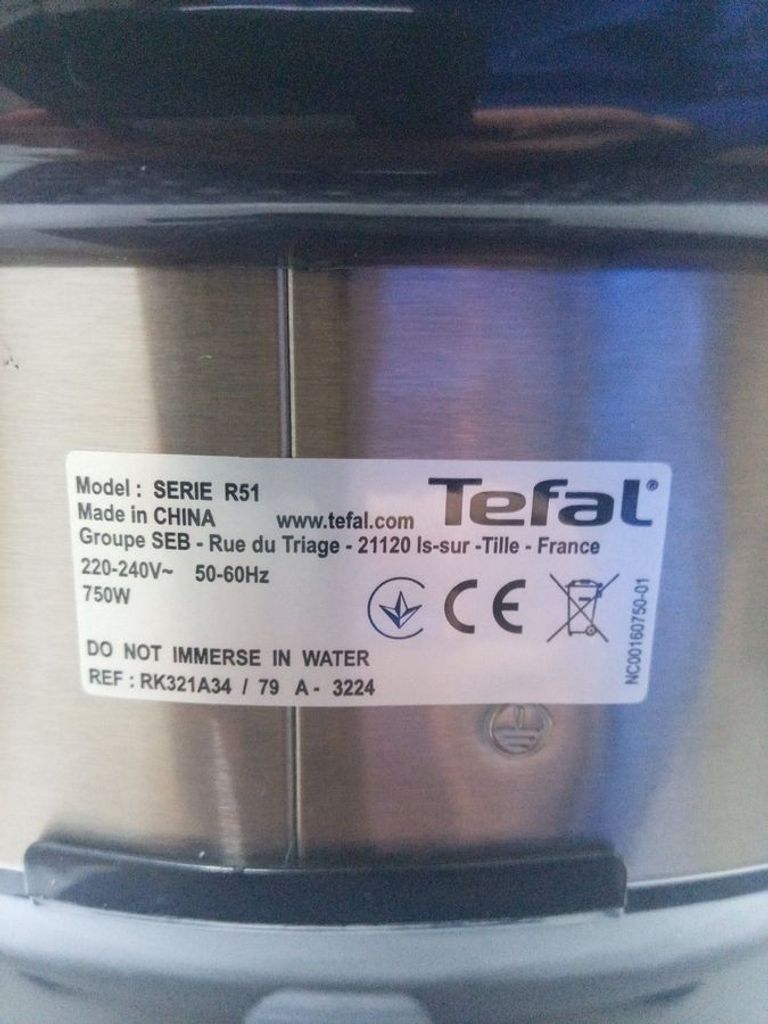 Model : SERIE R51
Made in CHINA
www.tefal.com
Tefal®
Groupe SEB - Rue du Triage - 21120 Is-sur -Tille - France
220-240V~ 50-60Hz
750W
CE
DO NOT IMMERSE IN WATER
REF : RK321A34 / 79 A - 3224
NC00160750-01